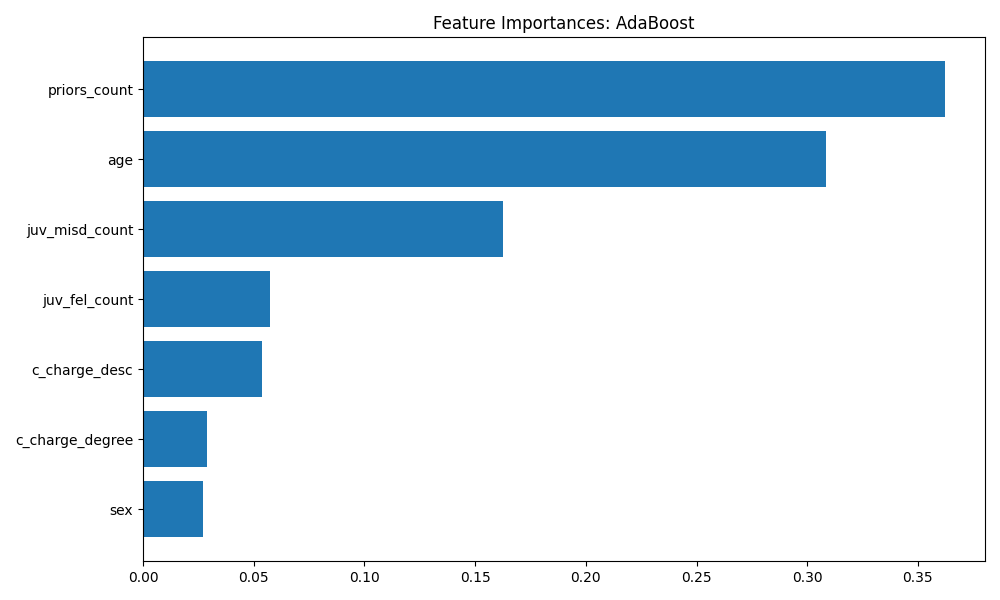 Feature Importances: AdaBoost
priors_count
age
juv_misd_count
juv_fel_count
c_charge_desc
c_charge_degree
sex
0.00 0.05 0.10 0.15 0.20 0.25 0.30 0.35